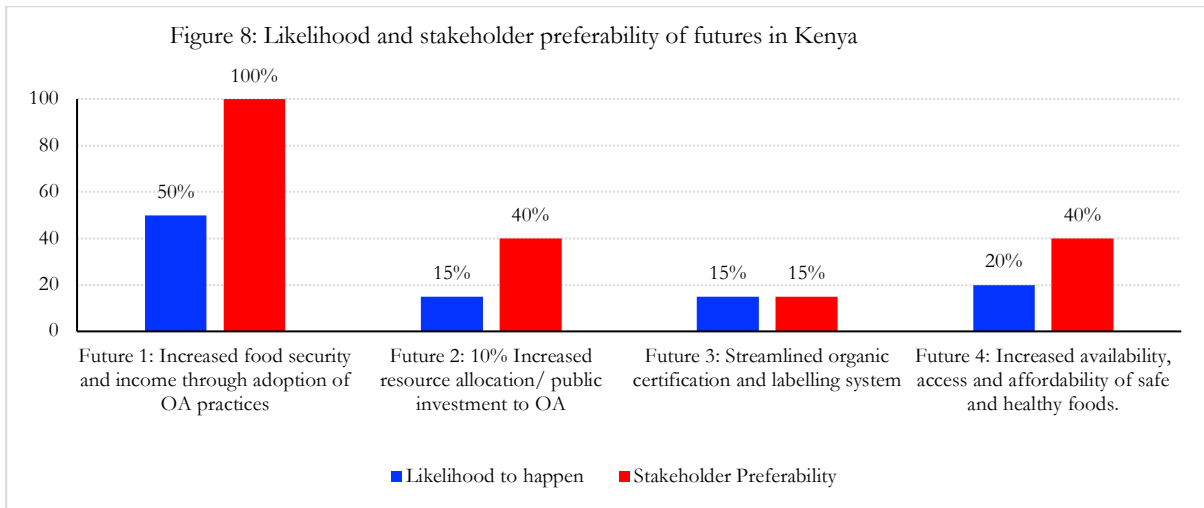 Figure 8: Likelihood and stakeholder preferability of futures in Kenya
100%
100
80
60
40
20
0
50%
15%
40%
15%
15%
20%
40%
Future 1: Increased food security
and income through adoption of
OA practices
Future 2: 10% Increased
resource allocation/ public
investment to OA
Future 3: Streamlined organic
certification and labelling system
Future 4: Increased availability,
access and affordability of safe
and healthy foods.
Likelihood to happen
Stakeholder Preferability